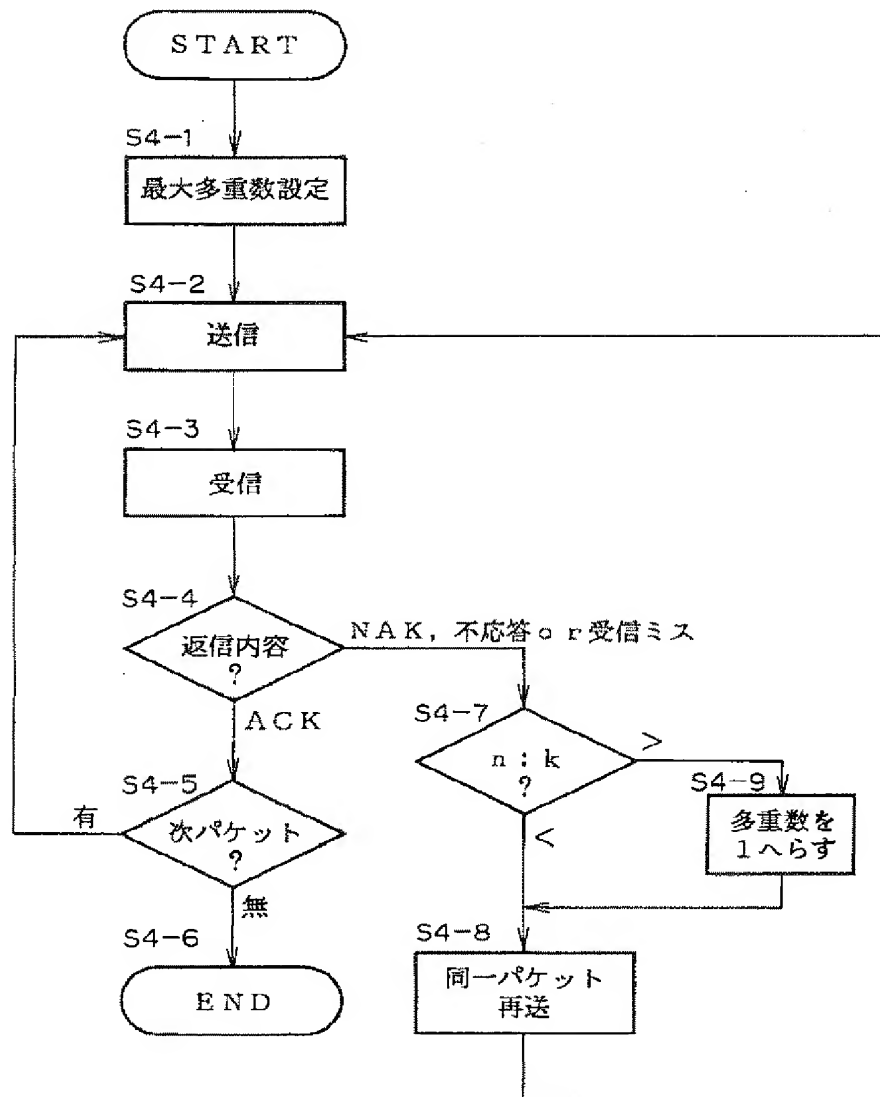 START
S4-1
最大多重数設定
S4-2
送信
S4-3
受信
S4-4
返信内容
?
NAK, 不応答or受信ミス
ACK
S4-5
次パケット
?
有
無
S4-6
END
S4-7
n : k
?
>
<
S4-9
多重数を
1へらす
S4-8
同一パケット
再送